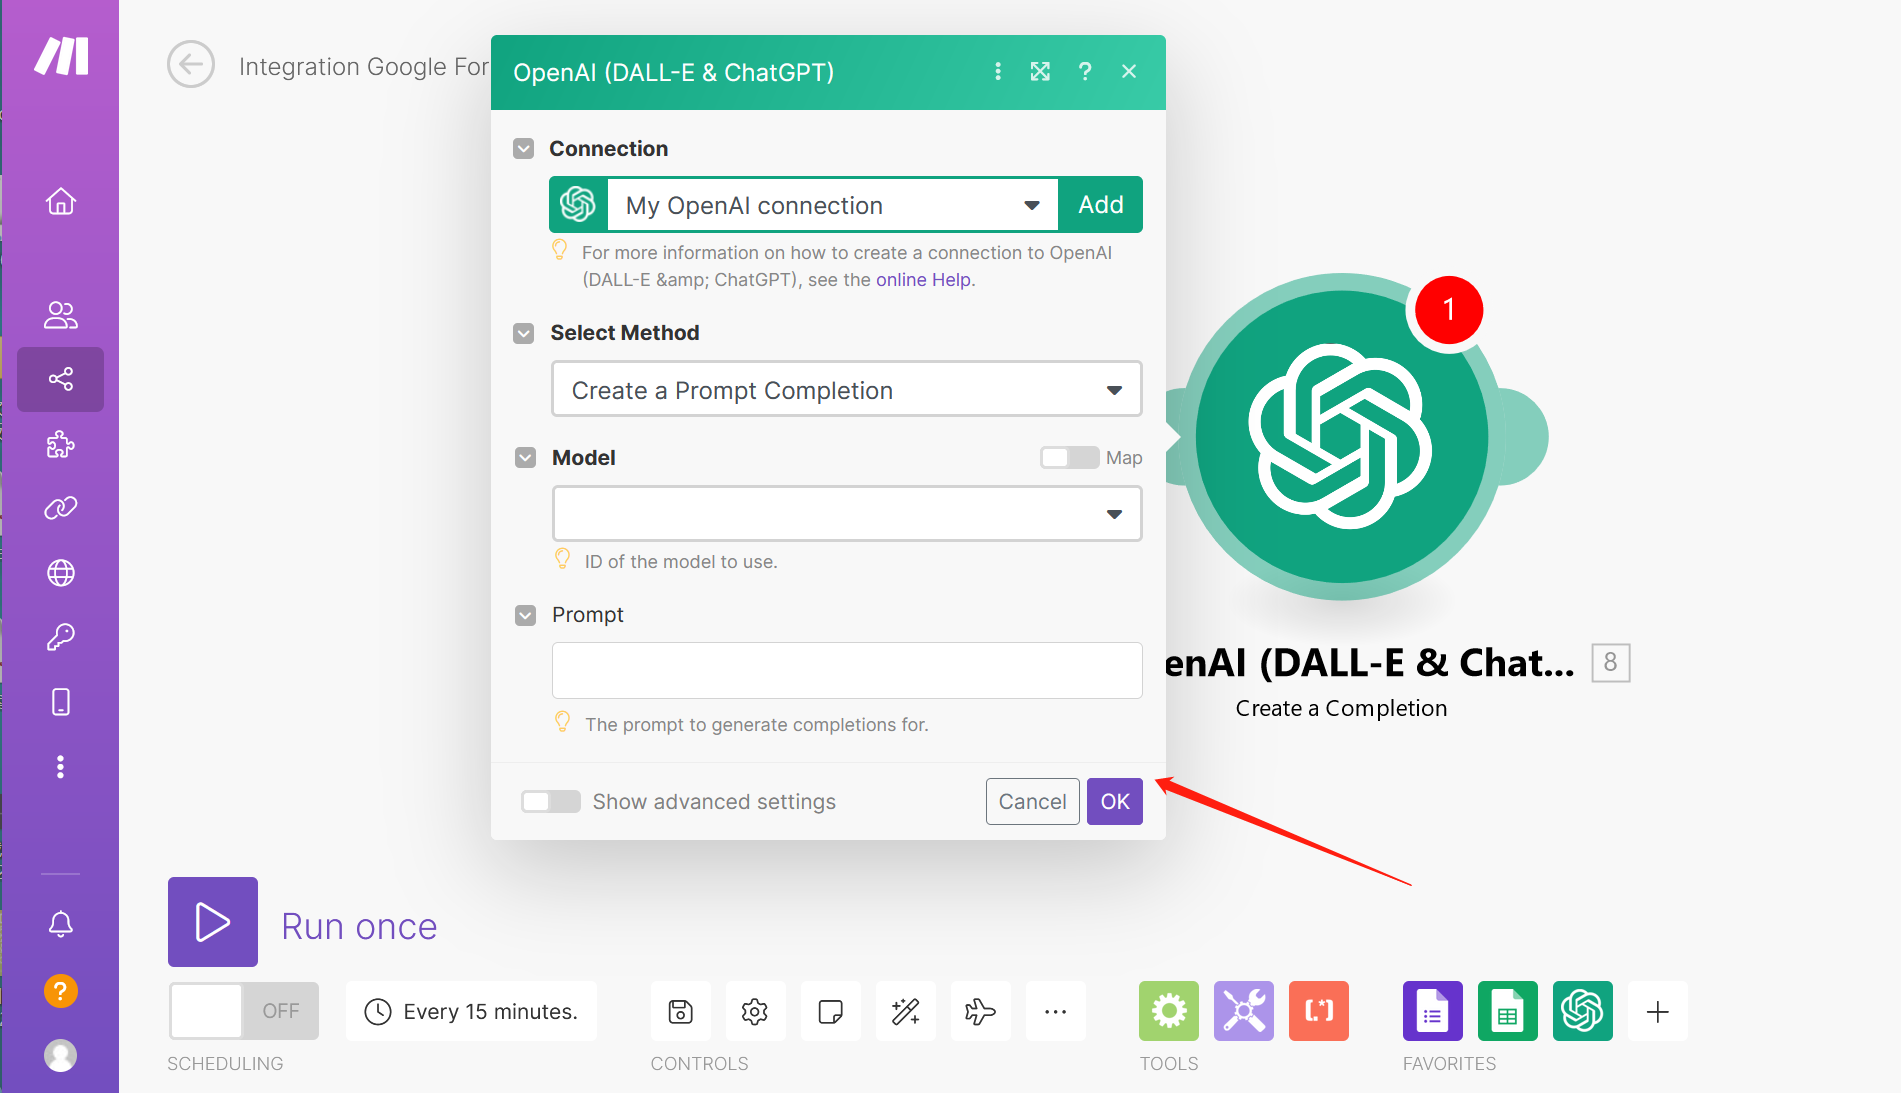 Integration Google For
OpenAI (DALL-E & ChatGPT)
Connection
My OpenAI connection
Add
For more information on how to create a connection to OpenAI
(DALL-E &amp; ChatGPT), see the online Help.
Select Method
Create a Prompt Completion
Model
Map
ID of the model to use.
Prompt
The prompt to generate completions for.
Show advanced settings
Cancel
OK
1
enAI (DALL-E & Chat...
8
Create a Completion
Run once
OFF
Every 15 minutes.
SCHEDULING
CONTROLS
TOOLS
FAVORITES